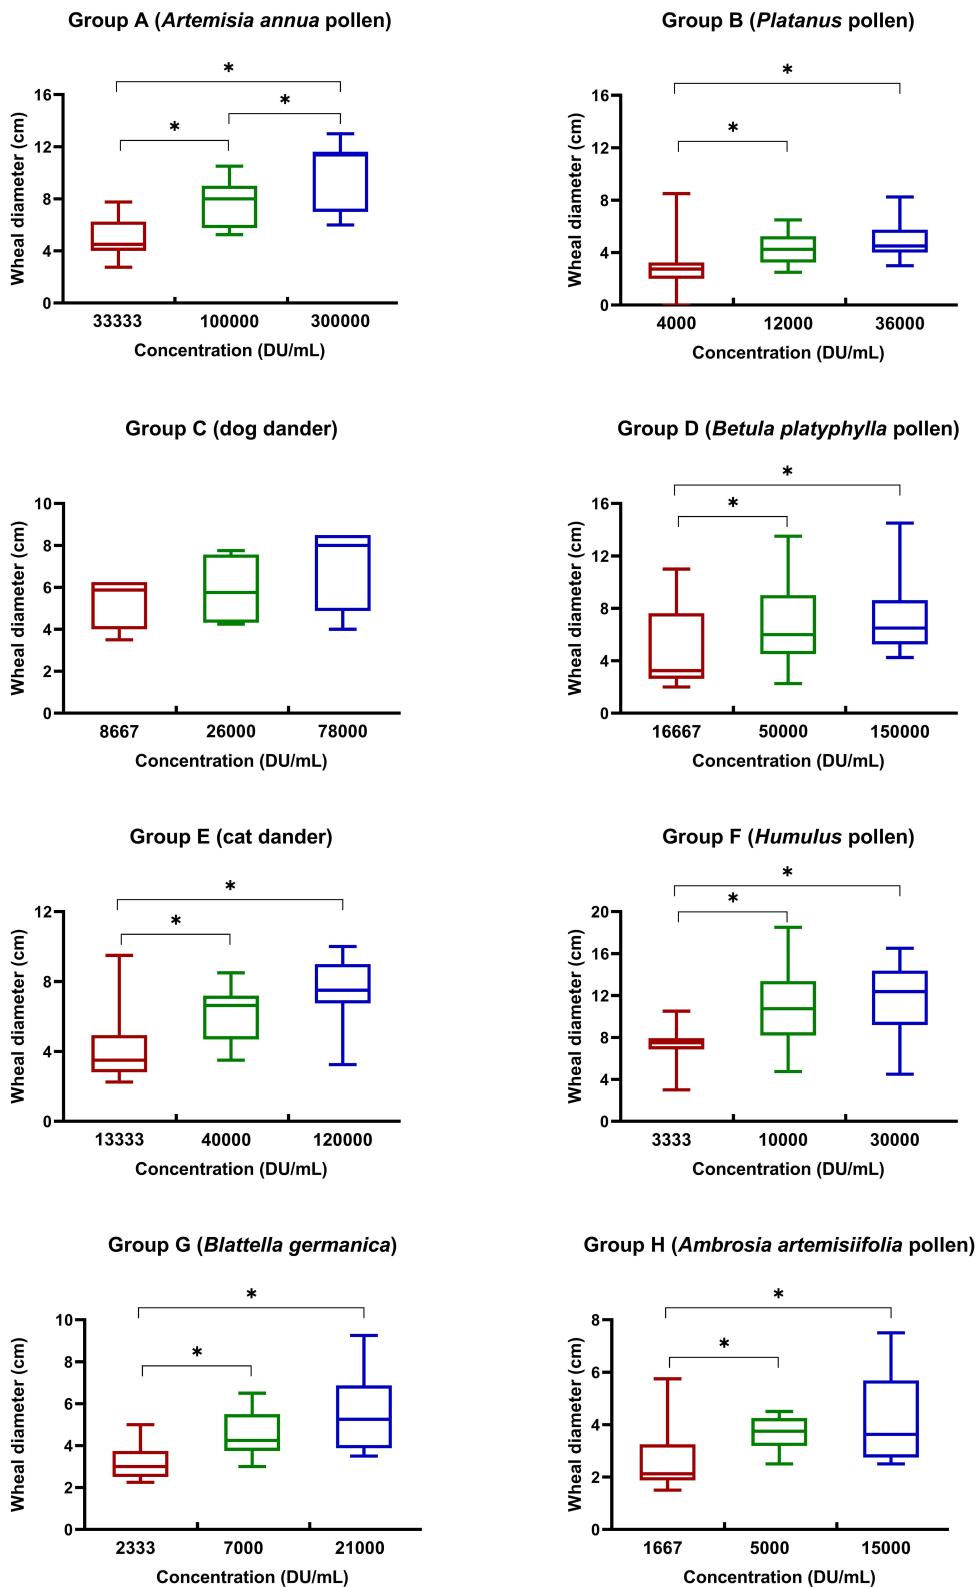 Group A (Artemisia annua pollen)
*
*
*
Wheal diameter (cm)
16
12
8
4
0
33333 100000 300000
Concentration (DU/mL)
Group B (Platanus pollen)
*
*
Wheal diameter (cm)
16
12
8
4
0
4000 12000 36000
Concentration (DU/mL)
Group C (dog dander)
Wheal diameter (cm)
10
8
6
4
2
0
8667 26000 78000
Concentration (DU/mL)
Group D (Betula platyphylla pollen)
*
*
Wheal diameter (cm)
16
12
8
4
0
16667 50000 150000
Concentration (DU/mL)
Group E (cat dander)
*
*
Wheal diameter (cm)
12
8
4
0
13333 40000 120000
Concentration (DU/mL)
Group F (Humulus pollen)
*
*
Wheal diameter (cm)
20
16
12
8
4
0
3333 10000 30000
Concentration (DU/mL)
Group G (Blattella germanica)
*
*
Wheal diameter (cm)
10
8
6
4
2
0
2333 7000 21000
Concentration (DU/mL)
Group H (Ambrosia artemisiifolia pollen)
*
*
Wheal diameter (cm)
8
6
4
2
0
1667 5000 15000
Concentration (DU/mL)